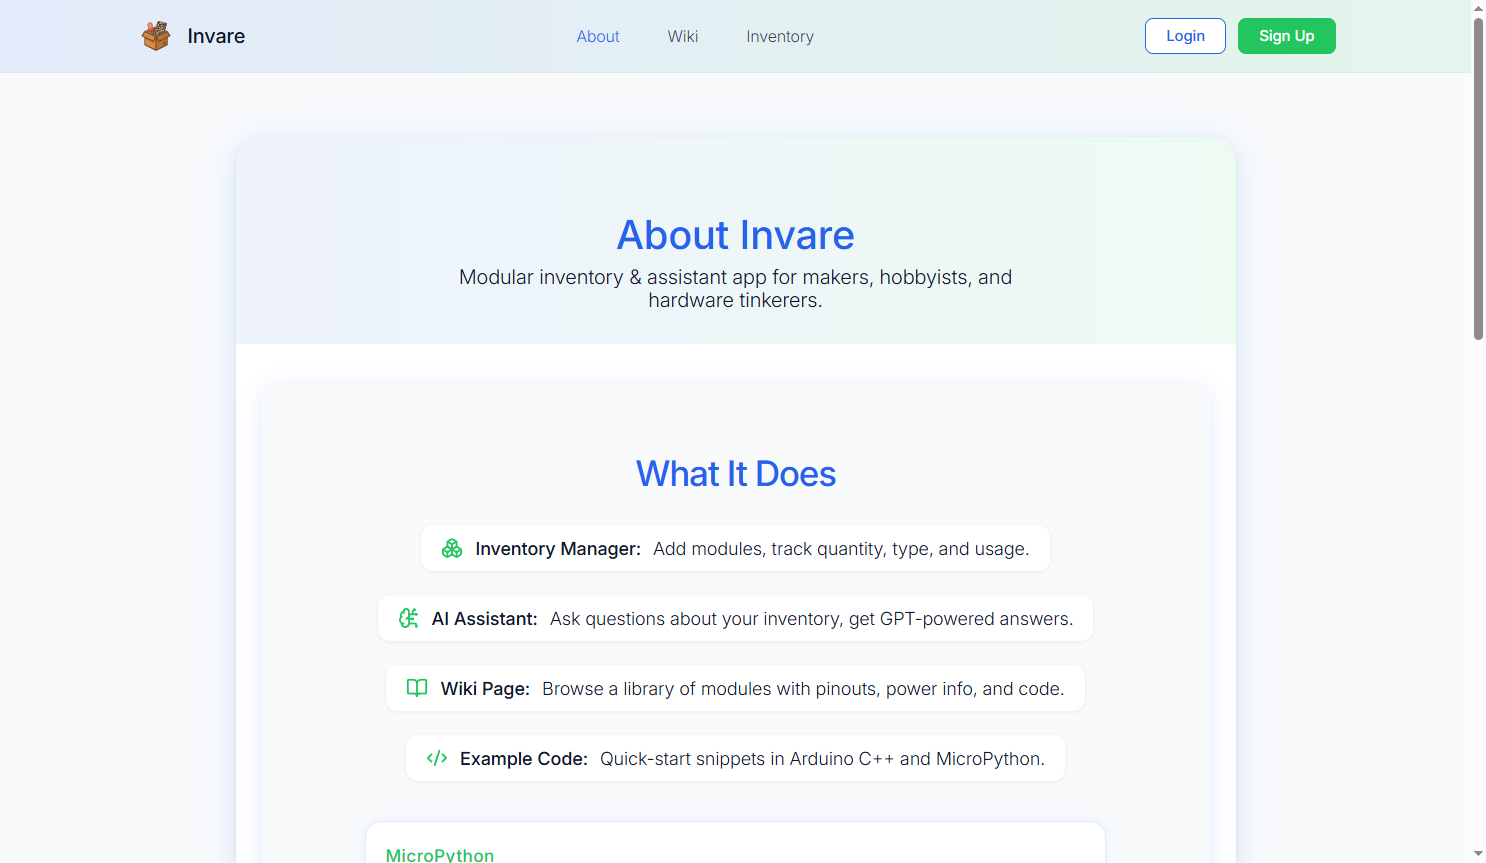 Invare
About
Wiki
Inventory
Login
Sign Up
About Invare
Modular inventory & assistant app for makers, hobbyists, and
hardware tinkerers.
What It Does
Inventory Manager: Add modules, track quantity, type, and usage.
AI Assistant: Ask questions about your inventory, get GPT-powered answers.
Wiki Page: Browse a library of modules with pinouts, power info, and code.
Example Code: Quick-start snippets in Arduino C++ and MicroPython.
MicroPython